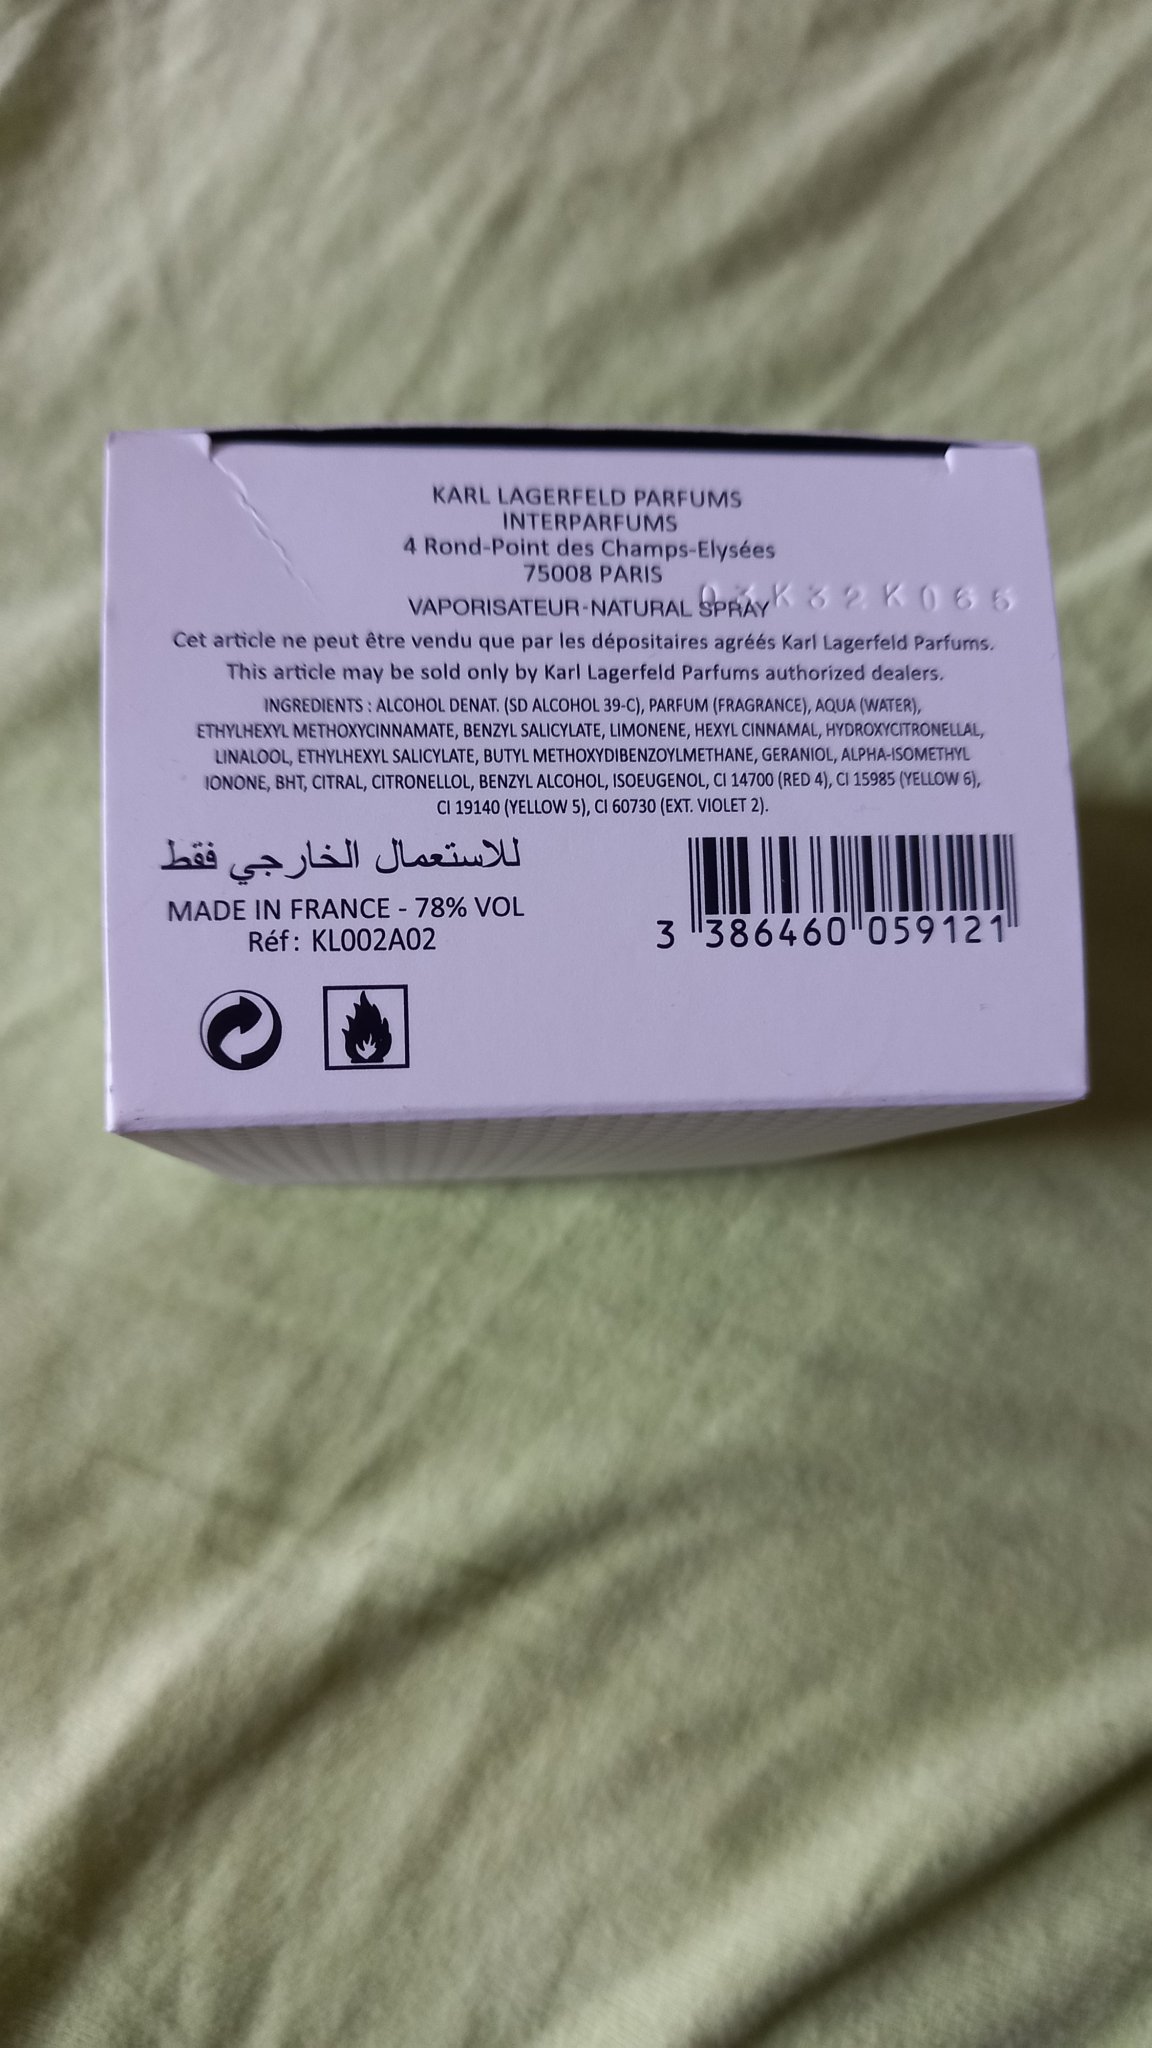 KARL LAGERFELD PARFUMS
INTERPARFUMS
4 Rond-Point des Champs-Elysées
75008 PARIS
VAPORISATEUR-NATURAL SPRAY
Cet article ne peut être vendu que par les dépositaires agréés Karl Lagerfeld Parfums.
This article may be sold only by Karl Lagerfeld Parfums authorized dealers.
INGREDIENTS : ALCOHOL DENAT. (SD ALCOHOL 39-C), PARFUM (FRAGRANCE), AQUA (WATER),
ETHYLHEXYL METHOXYCINNAMATE, BENZYL SALICYLATE, LIMONENE, HEXYL CINNAMAL, HYDROXYCITRONELLAL,
LINALOOL, ETHYLHEXYL SALICYLATE, BUTYL METHOXYDIBENZOYLMETHANE, GERANIOL, ALPHA-ISOMETHYL
IONONE, BHT, CITRAL, CITRONELLOL, BENZYL ALCOHOL, ISOEUGENOL, CI 14700 (RED 4), CI 15985 (YELLOW 6),
CI 19140 (YELLOW 5), CI 60730 (EXT. VIOLET 2).
للاستعمال الخارجي فقط
MADE IN FRANCE - 78% VOL
Réf : KL002A02
3 386460 059121